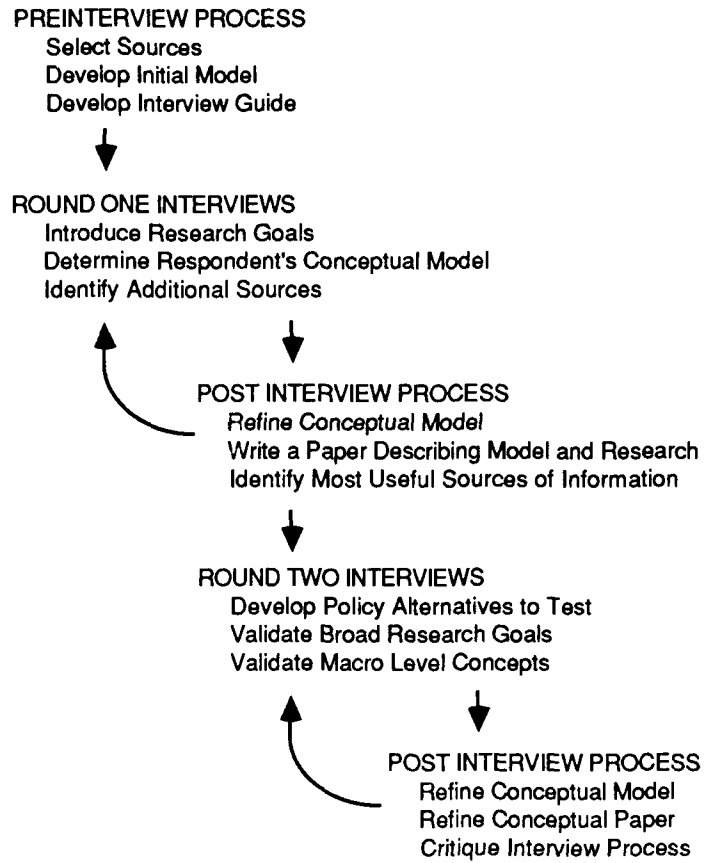 PREINTERVIEW PROCESS
Select Sources
Develop Initial Model
Develop Interview Guide
ROUND ONE INTERVIEWS
Introduce Research Goals
Determine Respondent's Conceptual Model
Identify Additional Sources
POST INTERVIEW PROCESS
Refine Conceptual Model
Write a Paper Describing Model and Research
Identify Most Useful Sources of Information
ROUND TWO INTERVIEWS
Develop Policy Alternatives to Test
Validate Broad Research Goals
Validate Macro Level Concepts
POST INTERVIEW PROCESS
Refine Conceptual Model
Refine Conceptual Paper
Critique Interview Process